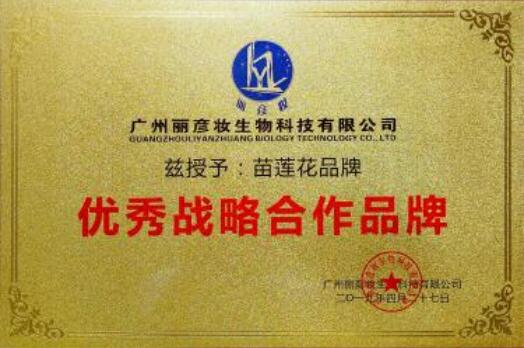 丽彦妆
广州丽彦妆生物科技有限公司
GUANGZHOULIYANZHUANG BIOLOGY TECHNOLOGY CO., LTD
兹授予：苗莲花品牌
优秀战略合作品牌
广州丽彦妆生物科技有限公司
二〇一九年四月二十七日